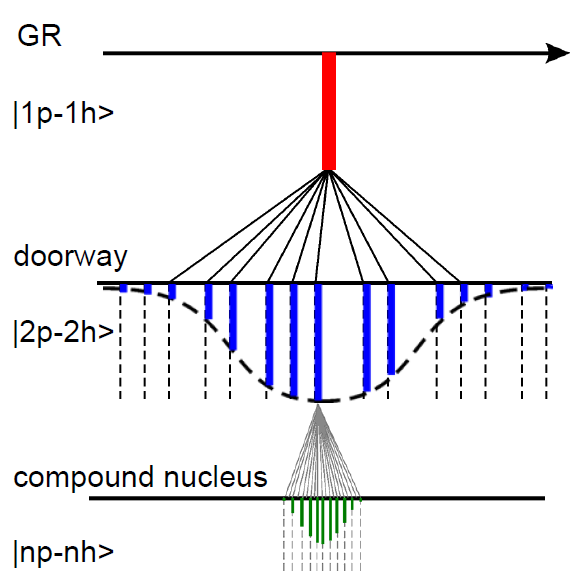 GR
|1p-1h>
doorway
|2p-2h>
compound nucleus
|np-nh>